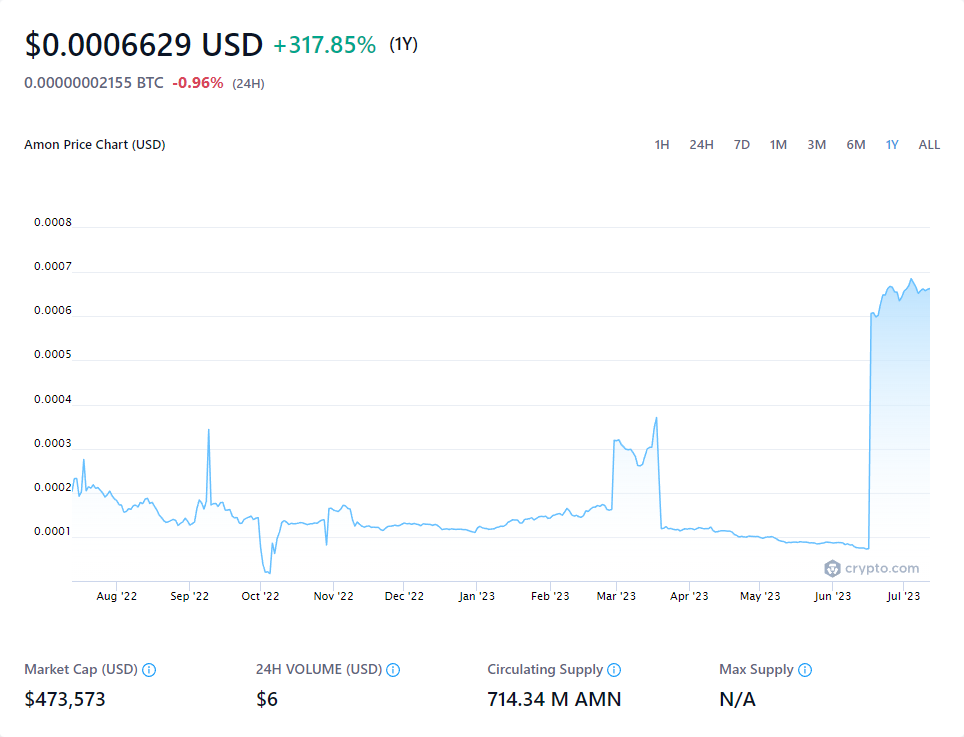 $0.0006629 USD +317.85% (1Y)
0.00000002155 BTC -0.96% (24H)
Amon Price Chart (USD) 1H 24H 7D 1M 3M 6M 1Y ALL
0.0008
0.0007
0.0006
0.0005
0.0004
0.0003
0.0002
0.0001
crypto.com
Aug '22 Sep '22 Oct '22 Nov '22 Dec '22 Jan '23 Feb '23 Mar '23 Apr '23 May '23 Jun '23 Jul '23
Market Cap (USD) 24H VOLUME (USD) Circulating Supply Max Supply
$473,573 $6 714.34 M AMN N/A